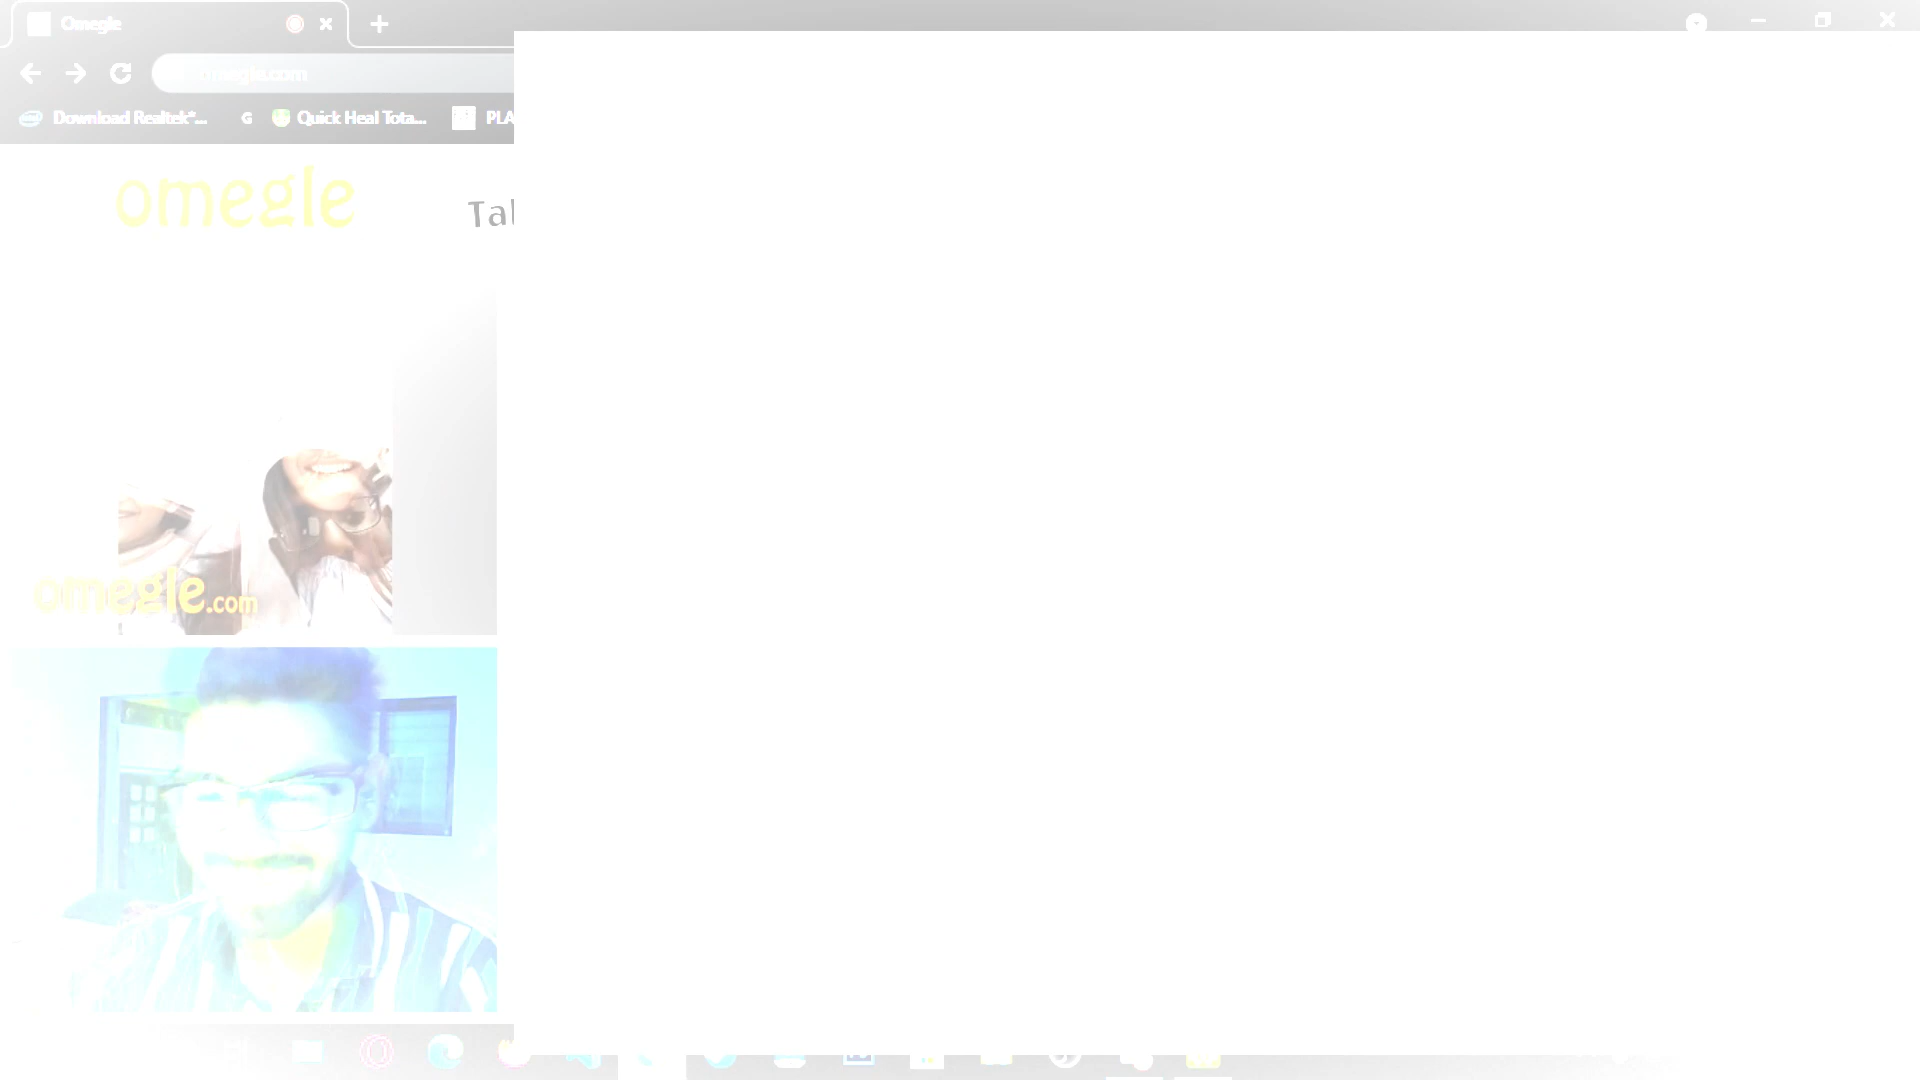 Omegle
omegle.com
Download Realtek*...
G
Quick Heal Tota...
PLA
omegle
Tal
omegle.com